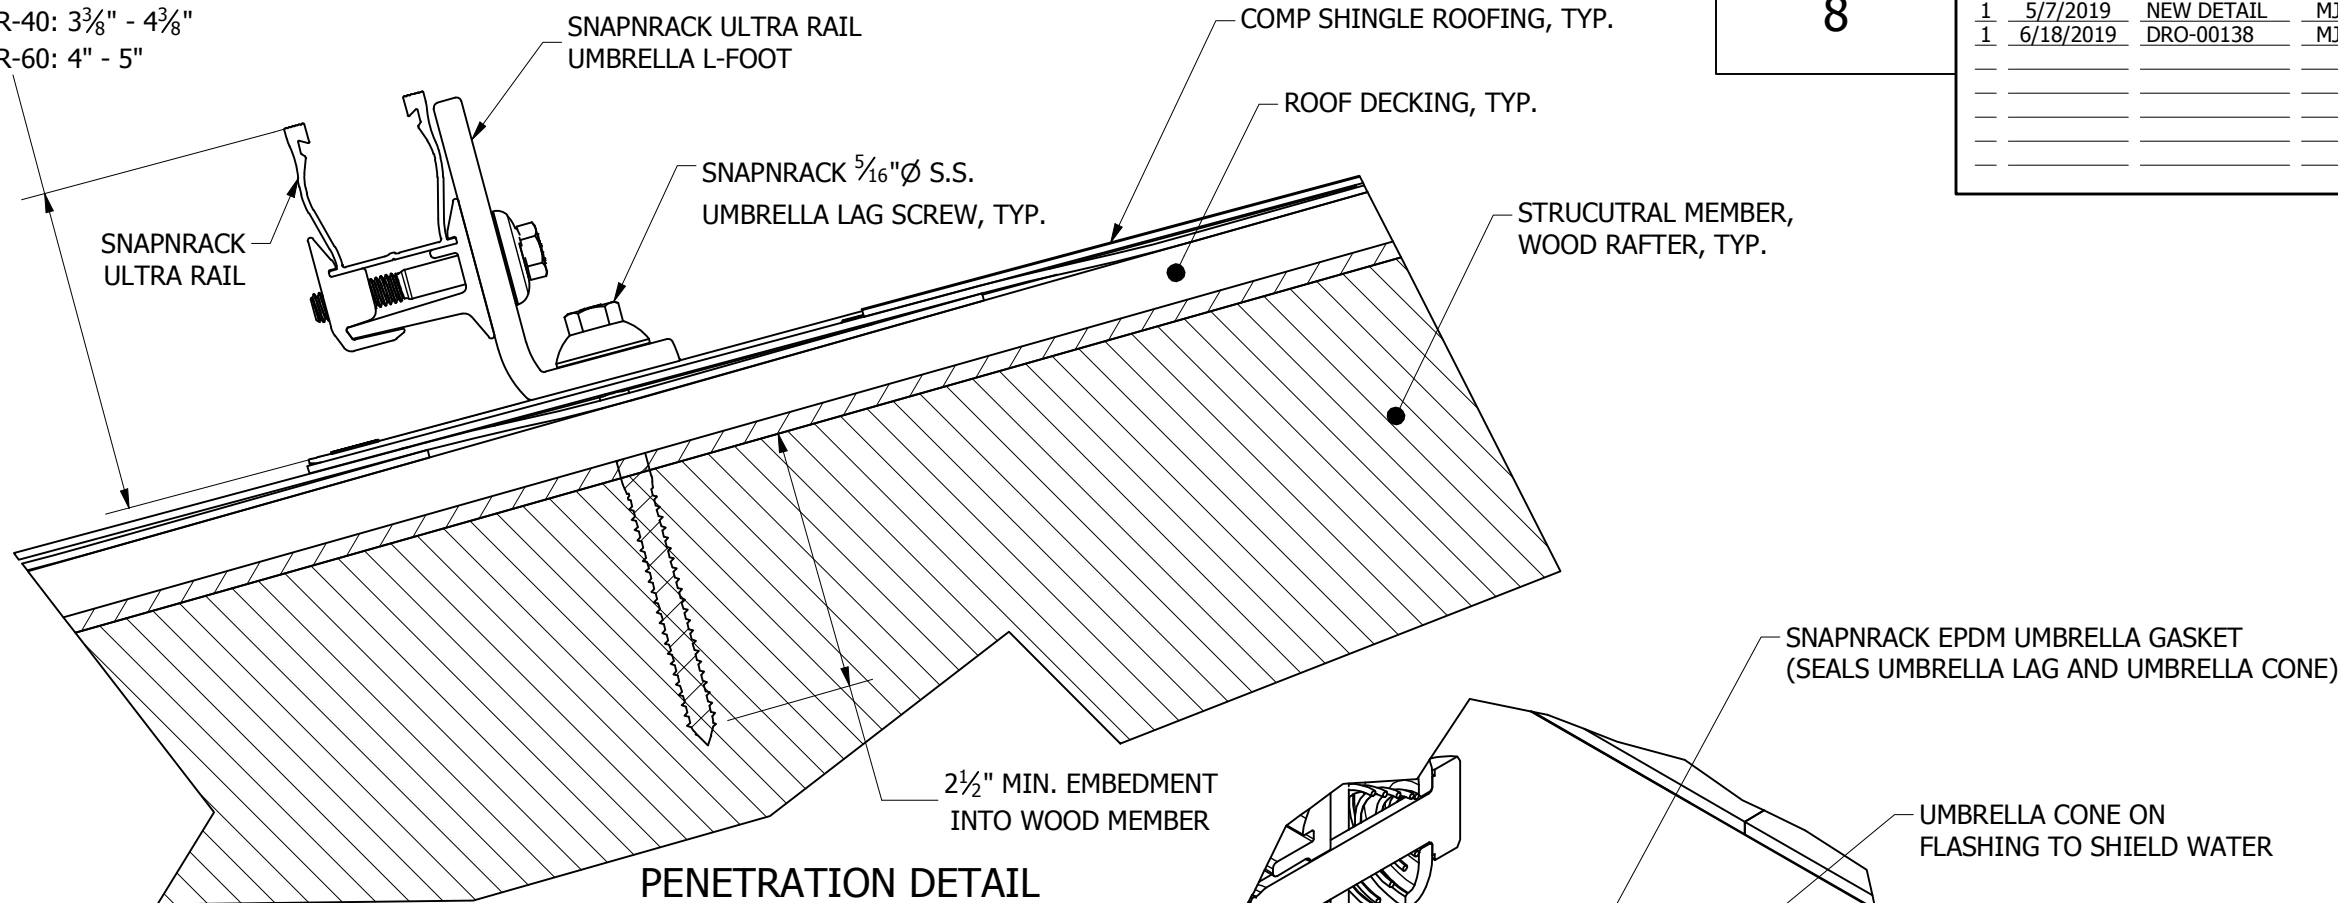 R-40: 3⅜" - 4⅜"
R-60: 4" - 5"
SNAPNRACK ULTRA RAIL
UMBRELLA L-FOOT
COMP SHINGLE ROOFING, TYP.
8
1 5/7/2019 NEW DETAIL MJ
1 6/18/2019 DRO-00138 MJ
ROOF DECKING, TYP.
SNAPNRACK 5⁄16"Ø S.S.
UMBRELLA LAG SCREW, TYP.
STRUCUTRAL MEMBER,
WOOD RAFTER, TYP.
SNAPNRACK
ULTRA RAIL
SNAPNRACK EPDM UMBRELLA GASKET
(SEALS UMBRELLA LAG AND UMBRELLA CONE)
2½" MIN. EMBEDMENT
INTO WOOD MEMBER
UMBRELLA CONE ON
FLASHING TO SHIELD WATER
PENETRATION DETAIL